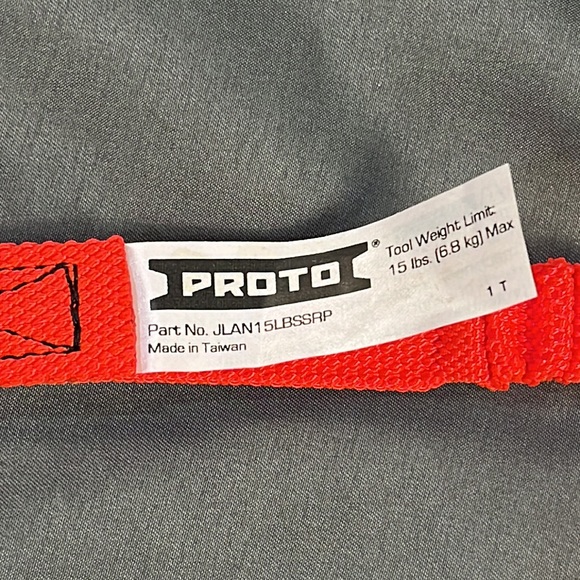 PROTO®
Part No. JLAN15LBSSRP
Made in Taiwan
Tool Weight Limit:
15 lbs. (6.8 kg) Max
1 T